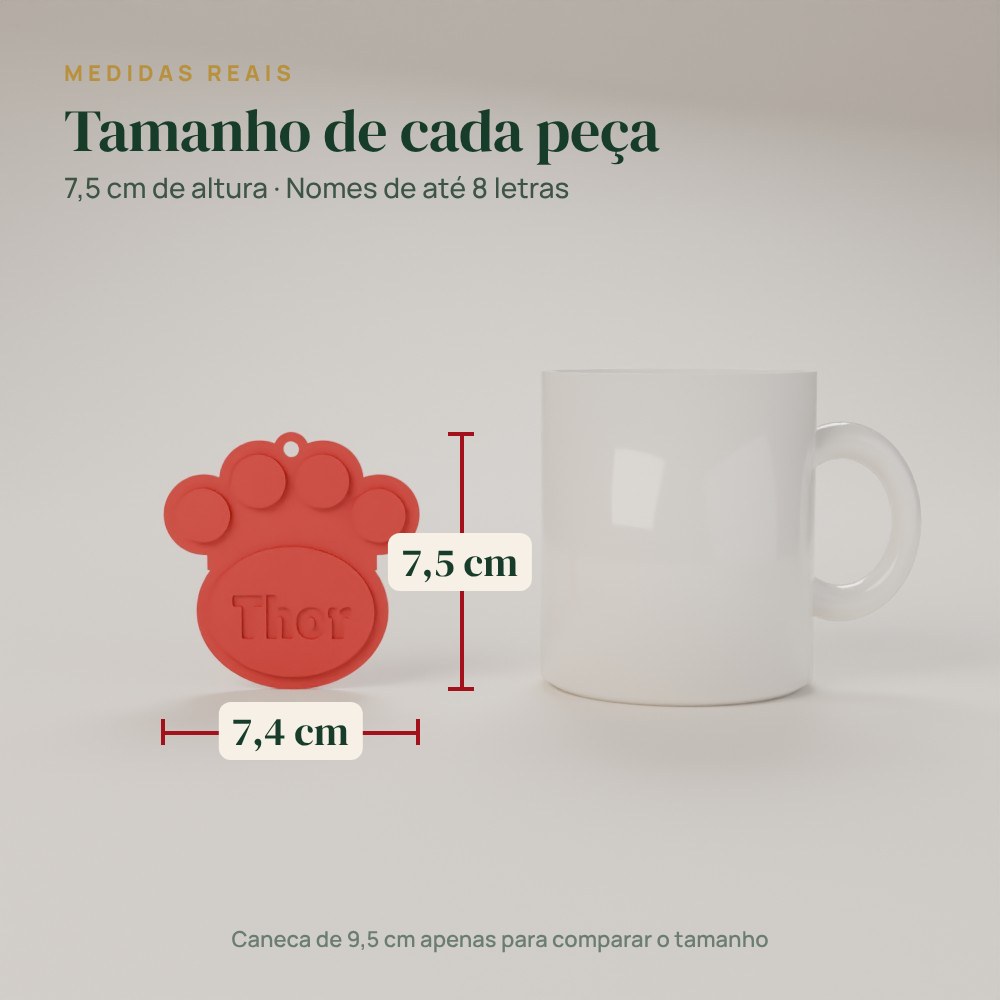 MEDIDAS REAIS
Tamanho de cada peça
7,5 cm de altura · Nomes de até 8 letras
7,5 cm
Thor
7,4 cm
Caneca de 9,5 cm apenas para comparar o tamanho